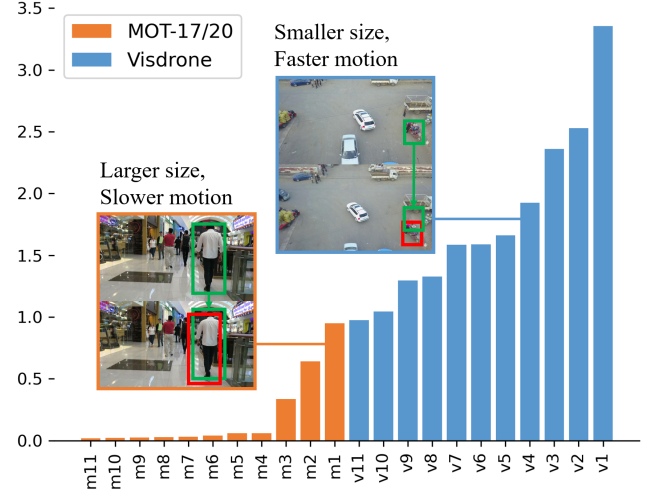 3.5
3.0
2.5
2.0
1.5
1.0
0.5
0.0
MOT-17/20
Visdrone
Smaller size,
Faster motion
Larger size,
Slower motion
m11
m10
m9
m8
m7
m6
m5
m4
m3
m2
m1
v11
v10
v9
v8
v7
v6
v5
v4
v3
v2
v1